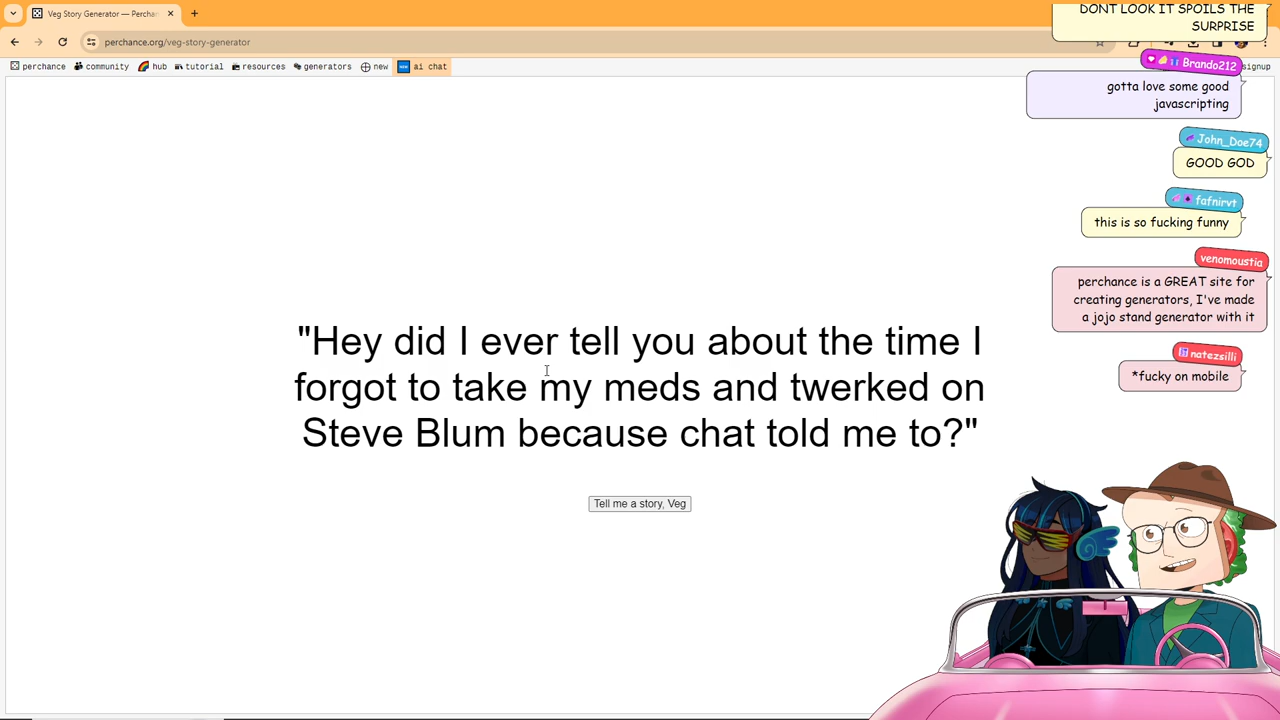 Veg Story Generator — Perchan
perchance.org/veg-story-generator
perchance community hub tutorial resources generators new ai chat signup
"Hey did I ever tell you about the time I
forgot to take my meds and twerked on
Steve Blum because chat told me to?"
Tell me a story, Veg
DONT LOOK IT SPOILS THE
SURPRISE
Brando212
gotta love some good
javascripting
John_Doe74
GOOD GOD
fafnirvt
this is so fucking funny
venomoustia
perchance is a GREAT site for
creating generators, I've made
a jojo stand generator with it
natezsilli
*fucky on mobile